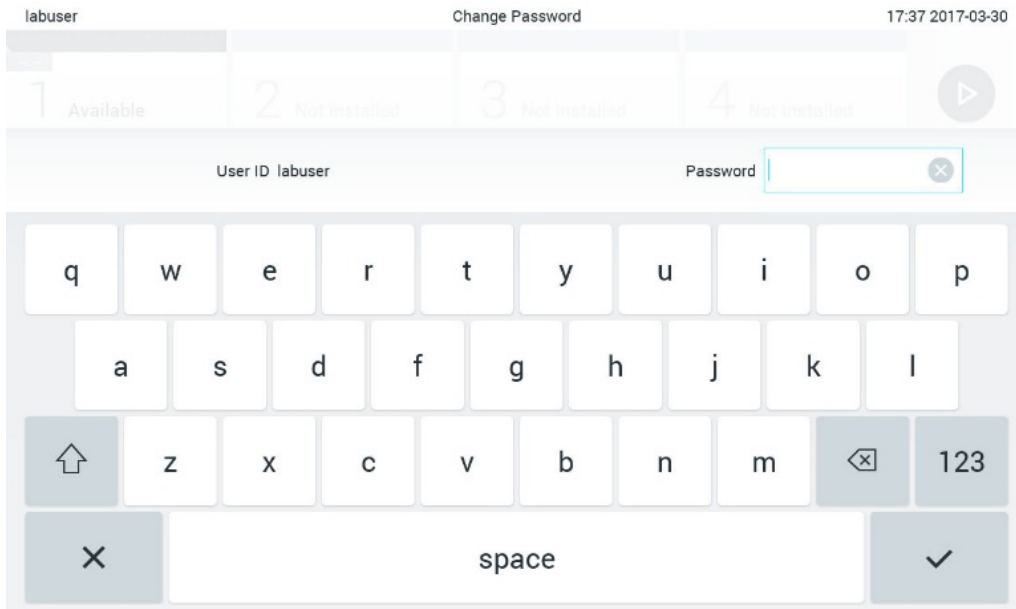 labuser Change Password 17:37 2017-03-30
1 Available 2 Not installed 3 Not installed 4 Not installed
User ID labuser Password
q w e r t y u i o p
a s d f g h j k l
z x c v b n m 123
space